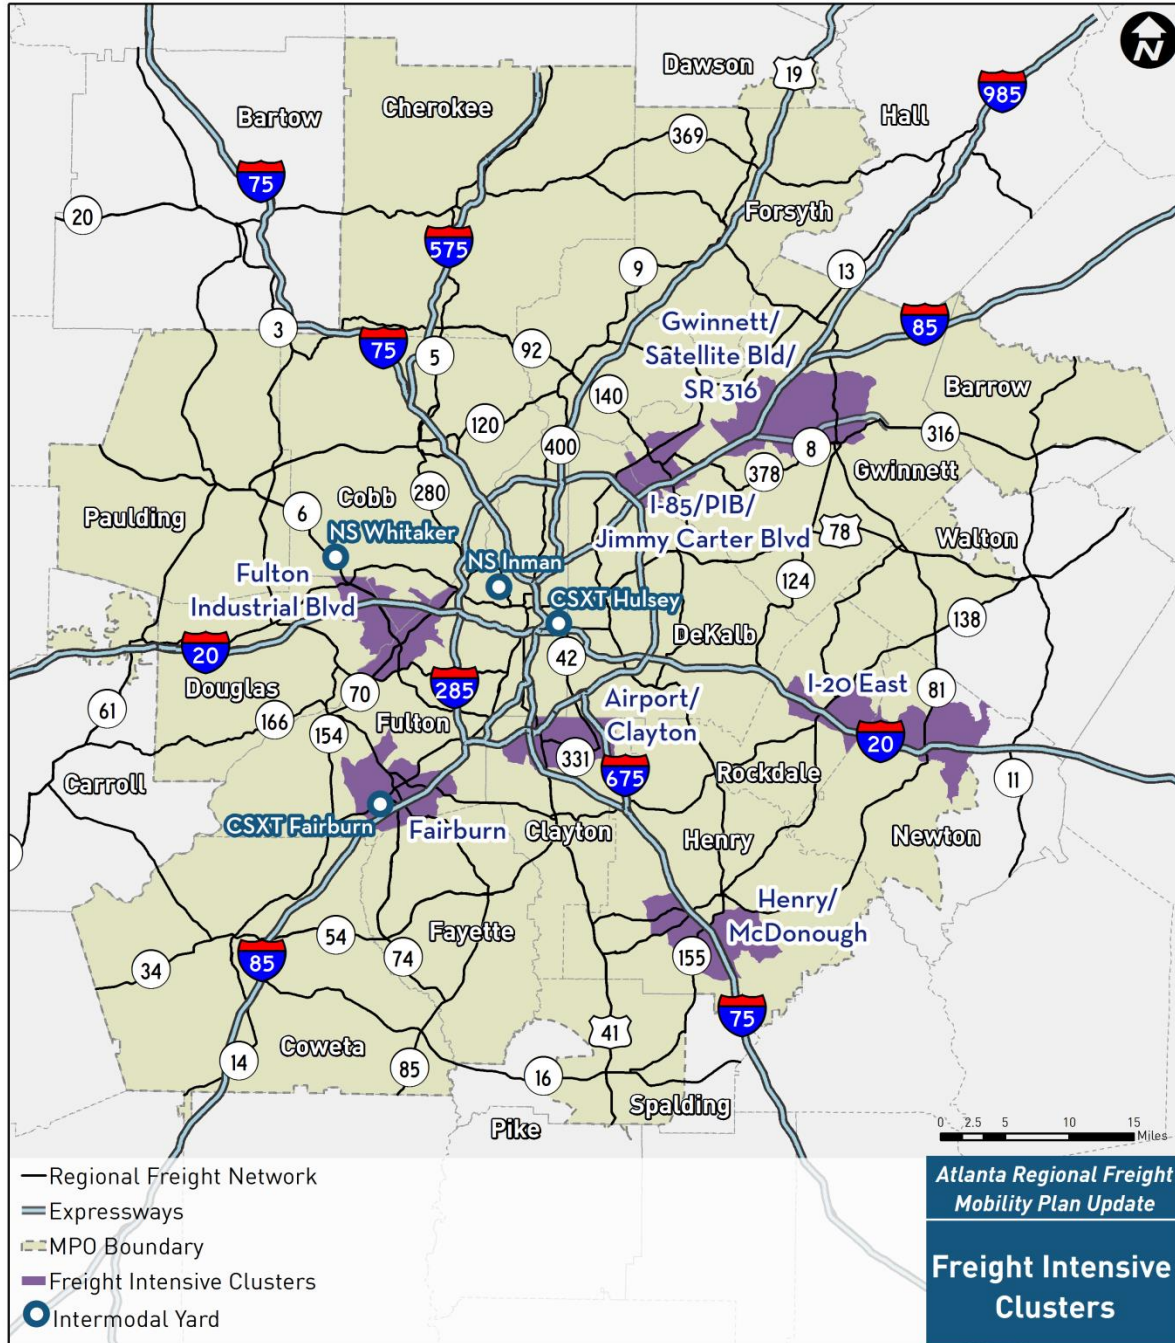 N
Dawson
19
Cherokee
Hall
985
Bartow
369
75
20
Forsyth
575
9
13
Gwinnett/
Satellite Bld/
SR 316
85
3
75
5
92
Barrow
140
120
400
316
8
Gwinnett
378
280
Cobb
I-85/PIB/
Jimmy Carter Blvd
6
Paulding
78
Walton
NS Whitaker
NS Inman
124
Fulton
Industrial Blvd
CSXT Hulsey
138
DeKalb
20
42
Douglas
285
I-20 East
81
70
61
166
Airport/
Clayton
154
Fulton
20
331
675
Rockdale
Carroll
11
CSXT Fairburn
Fairburn
Clayton
Henry
Newton
Henry/
McDonough
54
Fayette
85
74
155
34
75
41
14
Coweta
85
16
Spalding
Pike
0 2.5 5 10 15
Miles
Regional Freight Network
Expressways
MPO Boundary
Freight Intensive Clusters
Intermodal Yard
Atlanta Regional Freight
Mobility Plan Update
Freight Intensive
Clusters